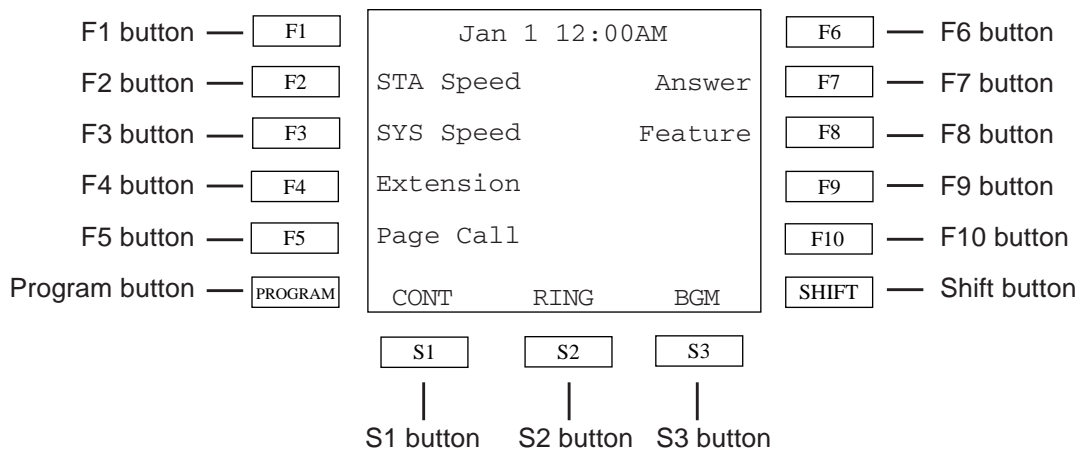 F1 button F1 Jan 1 12:00AM F6 F6 button
F2 button F2 STA Speed Answer F7 F7 button
F3 button F3 SYS Speed Feature F8 F8 button
F4 button F4 Extension F9 F9 button
F5 button F5 Page Call F10 F10 button
Program button PROGRAM CONT RING BGM SHIFT Shift button
S1 S2 S3
S1 button S2 button S3 button